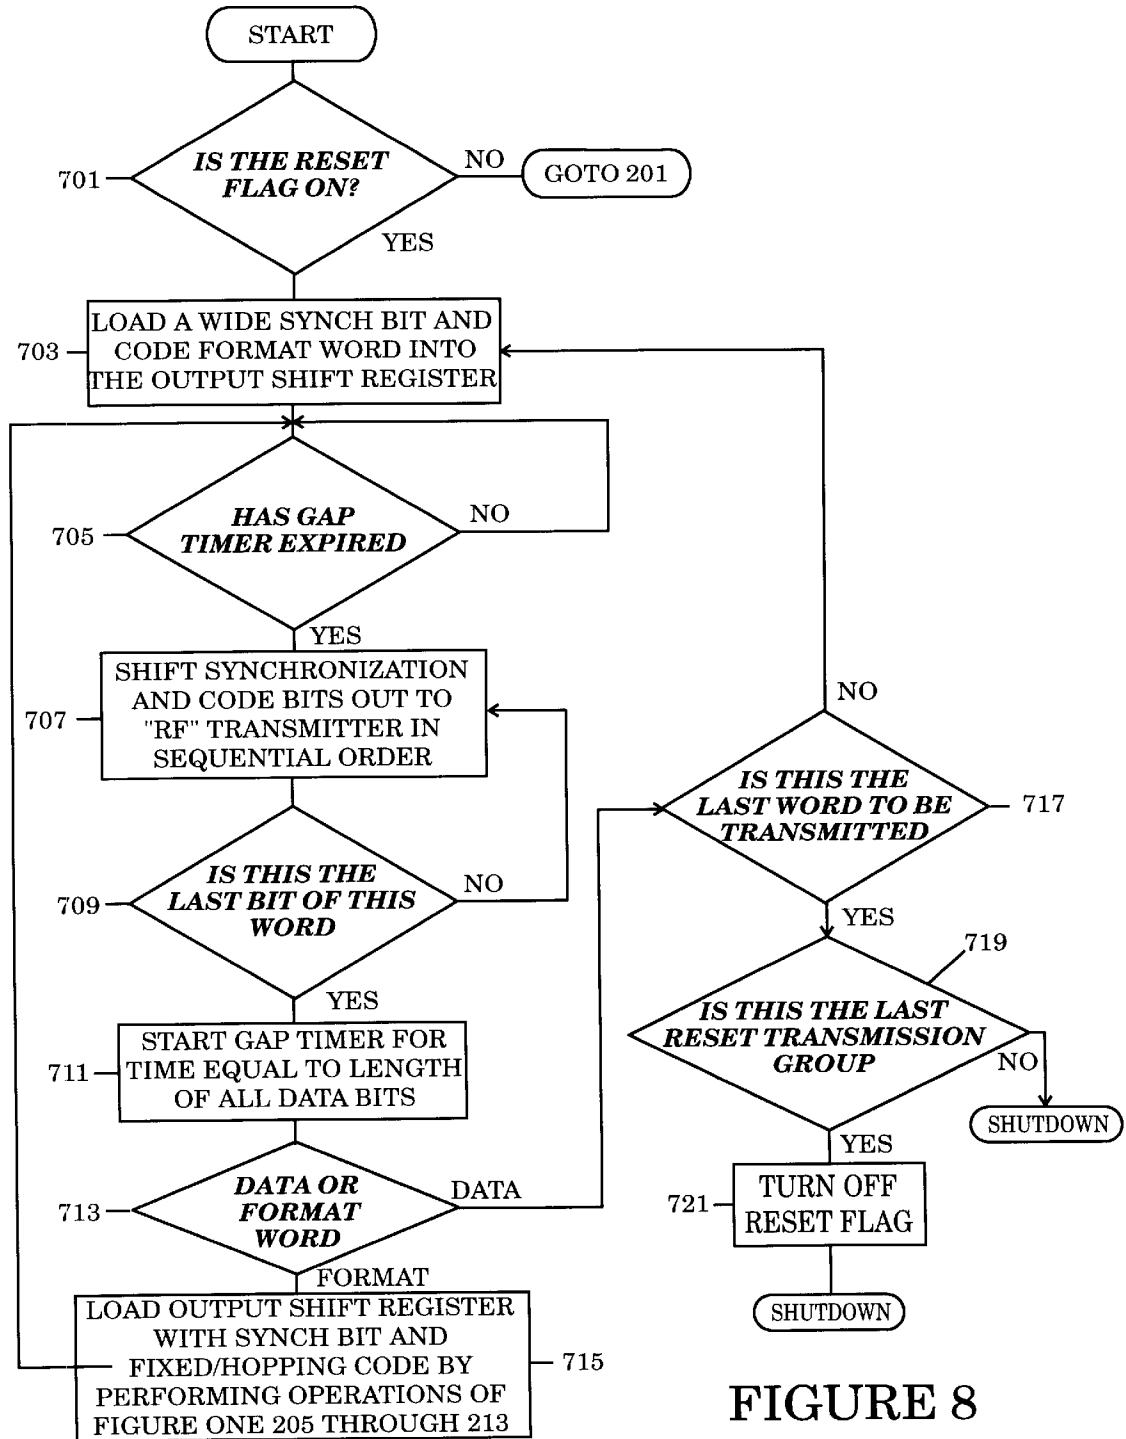 START
IS THE RESET
FLAG ON?
701
NO
GOTO 201
YES
LOAD A WIDE SYNCH BIT AND
CODE FORMAT WORD INTO
THE OUTPUT SHIFT REGISTER
703
HAS GAP
TIMER EXPIRED
705
NO
YES
SHIFT SYNCHRONIZATION
AND CODE BITS OUT TO
"RF" TRANSMITTER IN
SEQUENTIAL ORDER
707
IS THIS THE
LAST BIT OF THIS
WORD
709
NO
YES
START GAP TIMER FOR
TIME EQUAL TO LENGTH
OF ALL DATA BITS
711
DATA OR
FORMAT
WORD
713
DATA
FORMAT
LOAD OUTPUT SHIFT REGISTER
WITH SYNCH BIT AND
FIXED/HOPPING CODE BY
PERFORMING OPERATIONS OF
FIGURE ONE 205 THROUGH 213
715
NO
IS THIS THE
LAST WORD TO BE
TRANSMITTED
717
YES
719
IS THIS THE LAST
RESET TRANSMISSION
GROUP
NO
SHUTDOWN
YES
TURN OFF
RESET FLAG
721
SHUTDOWN
FIGURE 8